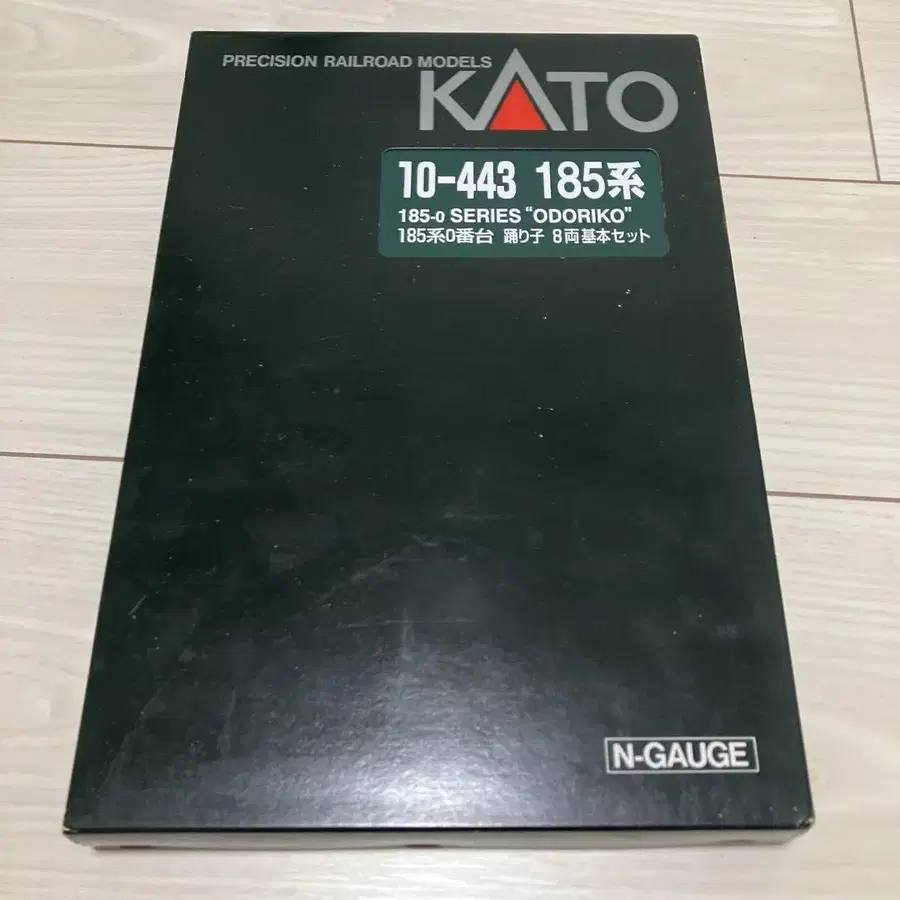 PRECISION RAILROAD MODELS
KATO
10-443 185系
185-0 SERIES "ODORIKO"
185系0番台 踊り子 8両基本セット
N-GAUGE